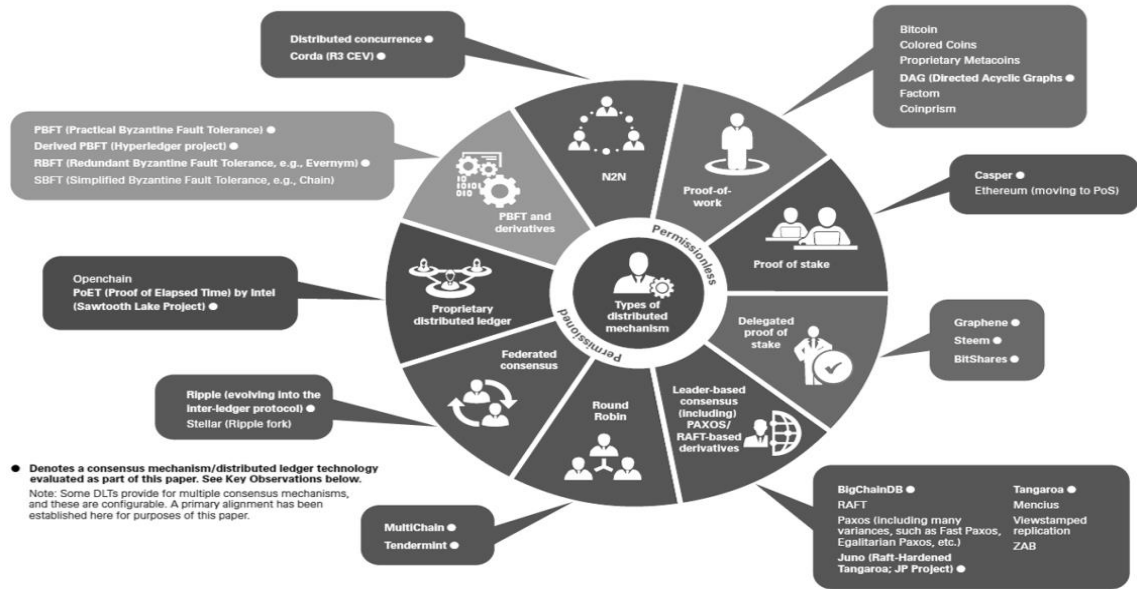 Distributed concurrence ●
Corda (R3 CEV) ●
Bitcoin
Colored Coins
Proprietary Metacoins
DAG (Directed Acyclic Graphs ●
Factom
Coinprism
PBFT (Practical Byzantine Fault Tolerance) ●
Derived PBFT (Hyperledger project) ●
RBFT (Redundant Byzantine Fault Tolerance, e.g., Evernym) ●
SBFT (Simplified Byzantine Fault Tolerance, e.g., Chain)
Casper ●
Ethereum (moving to PoS)
Openchain
PoET (Proof of Elapsed Time) by Intel
(Sawtooth Lake Project) ●
Graphene ●
Steem ●
BitShares ●
Ripple (evolving into the
inter-ledger protocol) ●
Stellar (Ripple fork)
N2N
Proof-of-
work
Proof of stake
Delegated
proof of
stake
Leader-based
consensus
(including)
PAXOS/
RAFT-based
derivatives
Round
Robin
Federated
consensus
Proprietary
distributed ledger
PBFT and
derivatives
01
10101
010
Permissionless
Permissioned
Types of
distributed
mechanism
● Denotes a consensus mechanism/distributed ledger technology
evaluated as part of this paper. See Key Observations below.
Note: Some DLTs provide for multiple consensus mechanisms,
and these are configurable. A primary alignment has been
established here for purposes of this paper.
MultiChain ●
Tendermint ●
BigChainDB ●
RAFT
Paxos (including many
variances, such as Fast Paxos,
Egalitarian Paxos, etc.)
Juno (Raft-Hardened
Tangaroa; JP Project) ●
Tangaroa ●
Mencius
Viewstamped
replication
ZAB